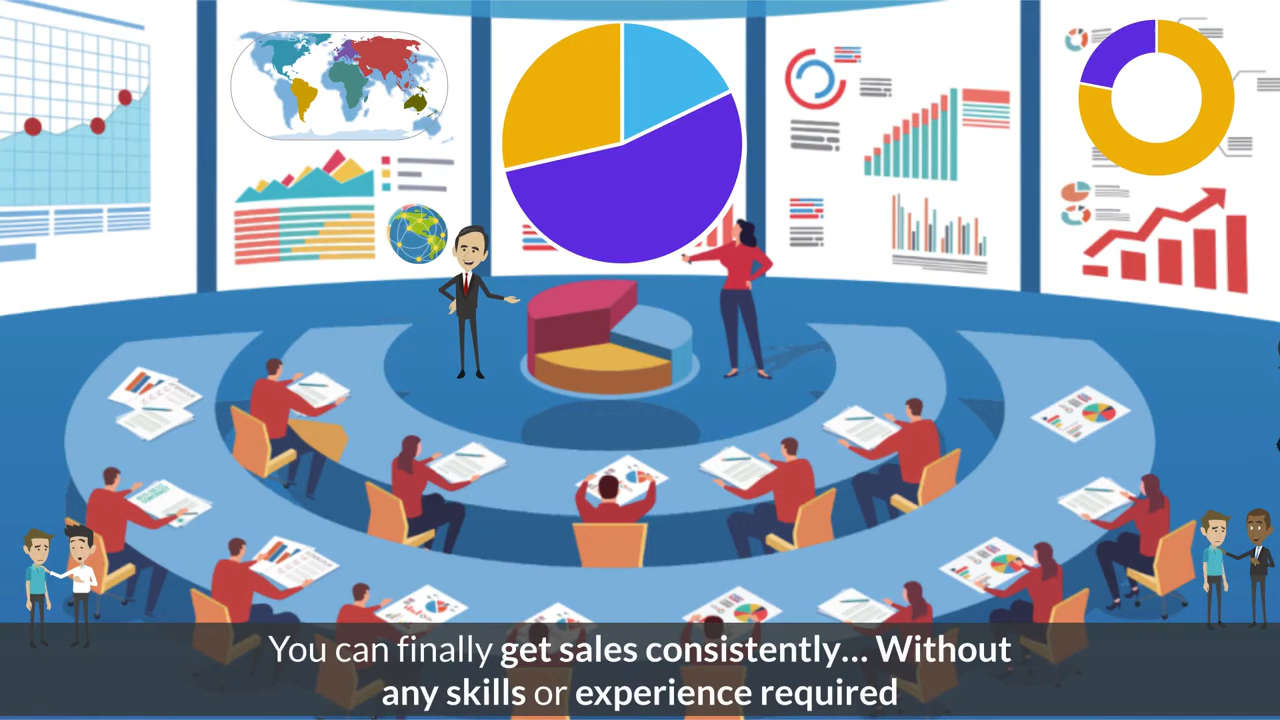 You can finally get sales consistently... Without
any skills or experience required